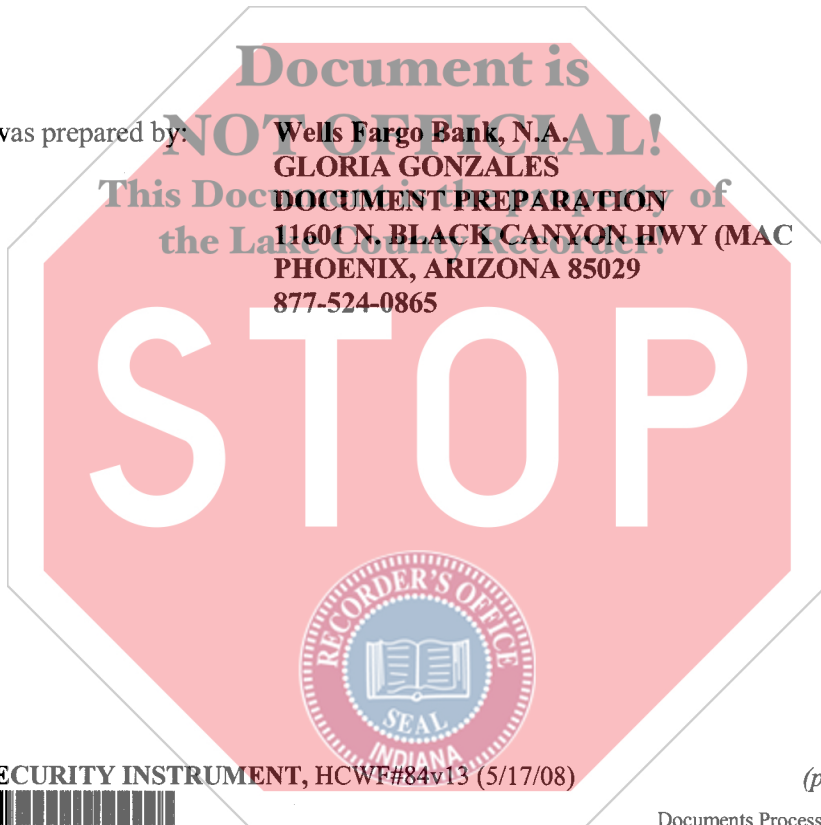 Document is
was prepared by: Wells Fargo Bank, N.A.
NOT OFFICIAL!
GLORIA GONZALES
This Document is the property of
DOCUMENT PREPARATION
the Lake County Recorder!
11601 N. BLACK CANYON HWY (MAC
PHOENIX, ARIZONA 85029
877-524-0865
STOP
RECORDER'S OFFICE
SEAL
INDIANA
ECURITY INSTRUMENT, HCWF#84v13 (5/17/08) (p
Documents Process